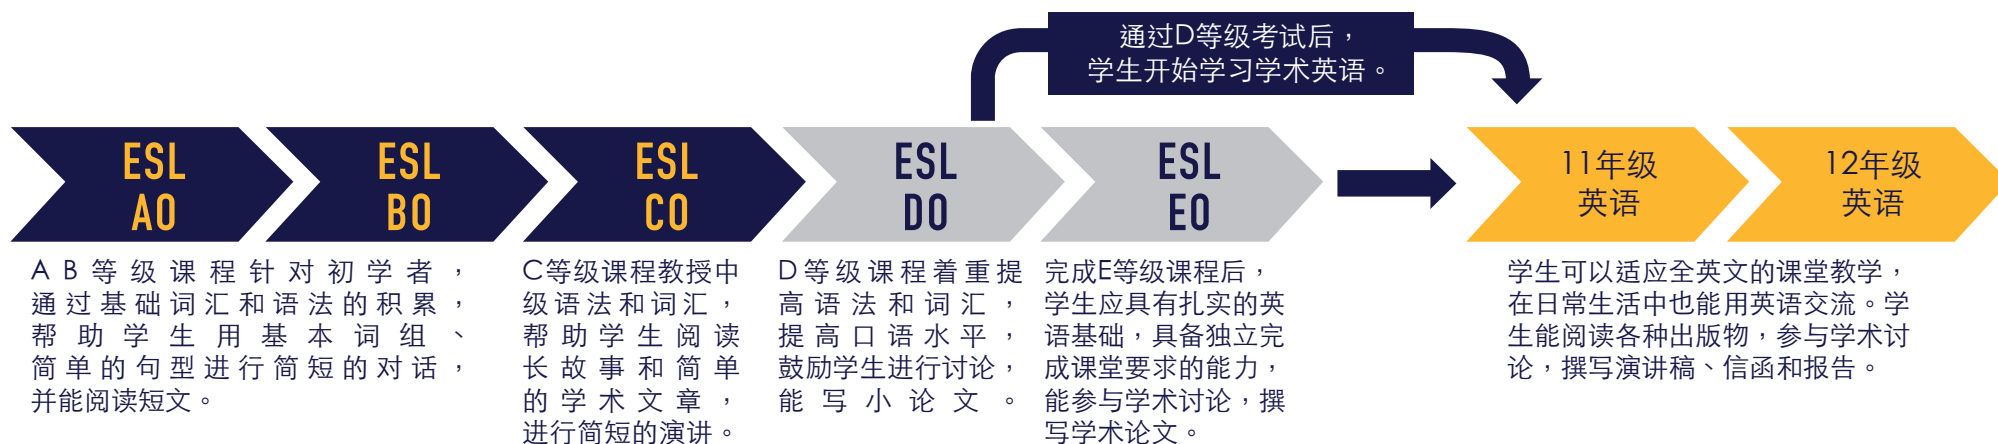 通过D等级考试后，
学生开始学习学术英语。
ESL
AO
ESL
BO
ESL
CO
ESL
DO
ESL
EO
11年级
英语
12年级
英语
AB等级课程针对初学者，
通过基础词汇和语法的积累，
帮助学生用基本词组、
简单的句型进行简短的对话，
并能阅读短文。
C等级课程教授中
级语法和词汇，
帮助学生阅读
长故事和简单
的学术文章，
进行简短的演讲。
D等级课程着重提
高语法和词汇，
提高口语水平，
鼓励学生进行讨论，
能写小论文。
完成E等级课程后，
学生应具有扎实的英
语基础，具备独立完
成课堂要求的能力，
能参与学术讨论，撰
写学术论文。
学生可以适应全英文的课堂教学，
在日常生活中也能用英语交流。学
生能阅读各种出版物，参与学术讨
论，撰写演讲稿、信函和报告。